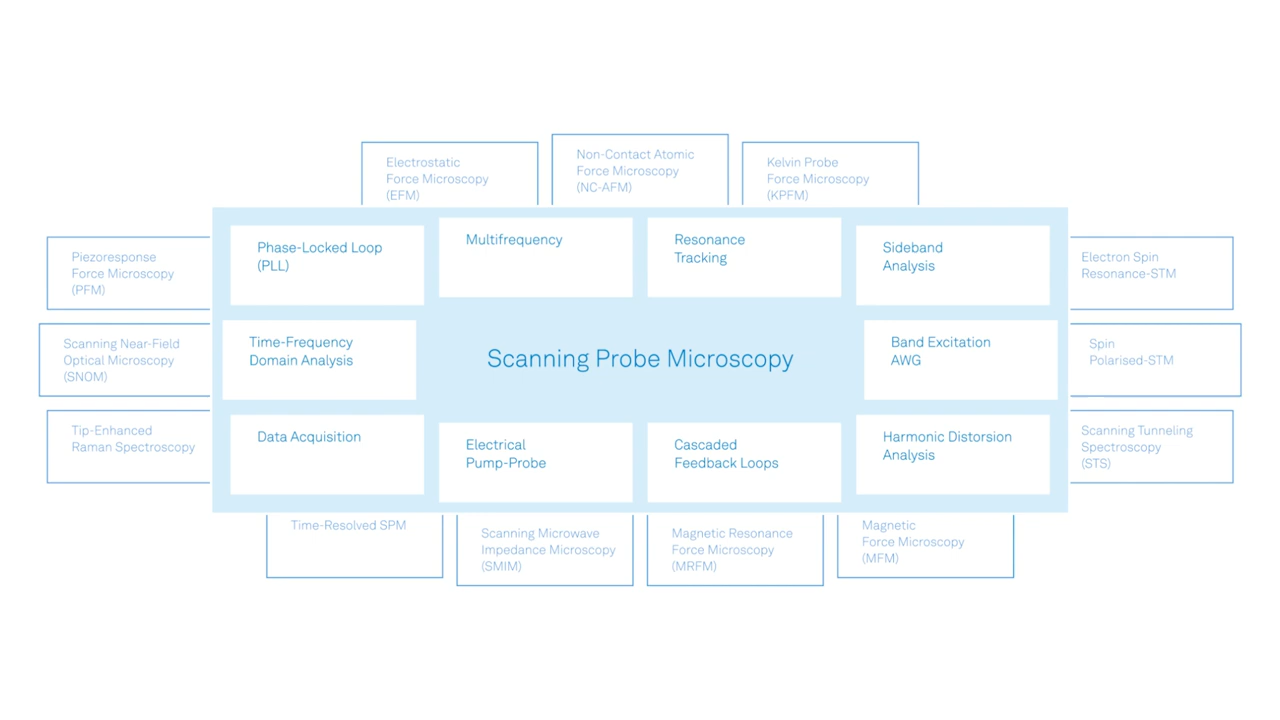 Electrostatic
Force Microscopy
(EFM)
Non-Contact Atomic
Force Microscopy
(NC-AFM)
Kelvin Probe
Force Microscopy
(KPFM)
Piezoresponse
Force Microscopy
(PFM)
Phase-Locked Loop
(PLL)
Multifrequency
Resonance
Tracking
Sideband
Analysis
Electron Spin
Resonance-STM
Scanning Near-Field
Optical Microscopy
(SNOM)
Time-Frequency
Domain Analysis
Scanning Probe Microscopy
Band Excitation
AWG
Spin
Polarised-STM
Tip-Enhanced
Raman Spectroscopy
Data Acquisition
Electrical
Pump-Probe
Cascaded
Feedback Loops
Harmonic Distorsion
Analysis
Scanning Tunneling
Spectroscopy
(STS)
Time-Resolved SPM
Scanning Microwave
Impedance Microscopy
(SMIM)
Magnetic Resonance
Force Microscopy
(MRFM)
Magnetic
Force Microscopy
(MFM)